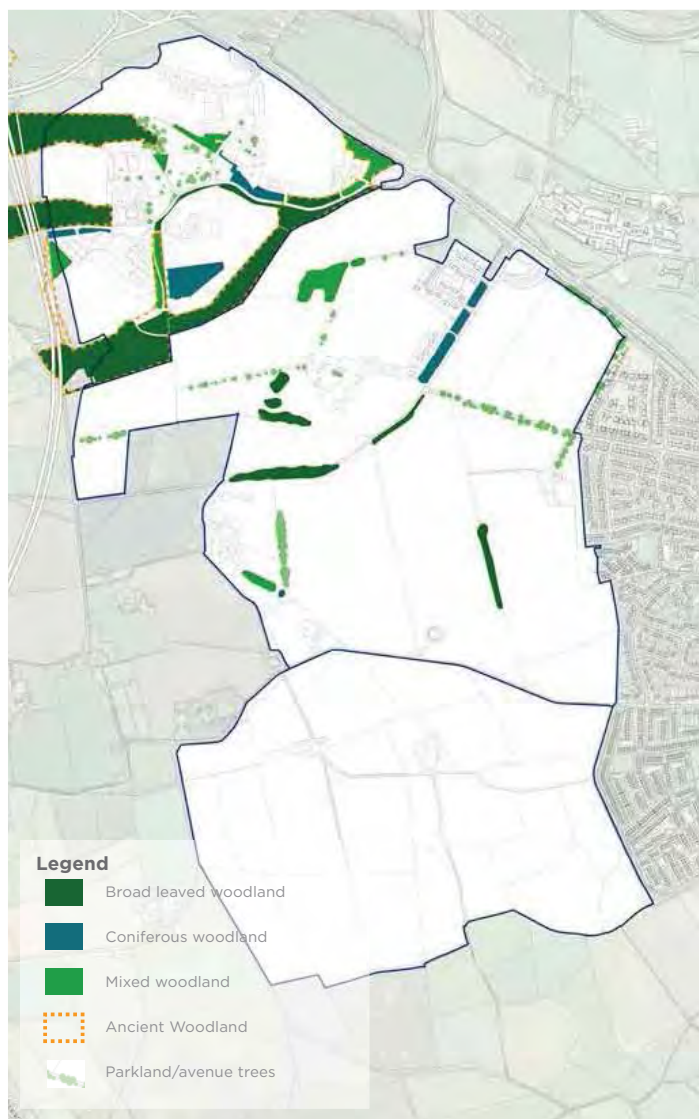 Legend
Broad leaved woodland
Coniferous woodland
Mixed woodland
Ancient Woodland
Parkland/avenue trees